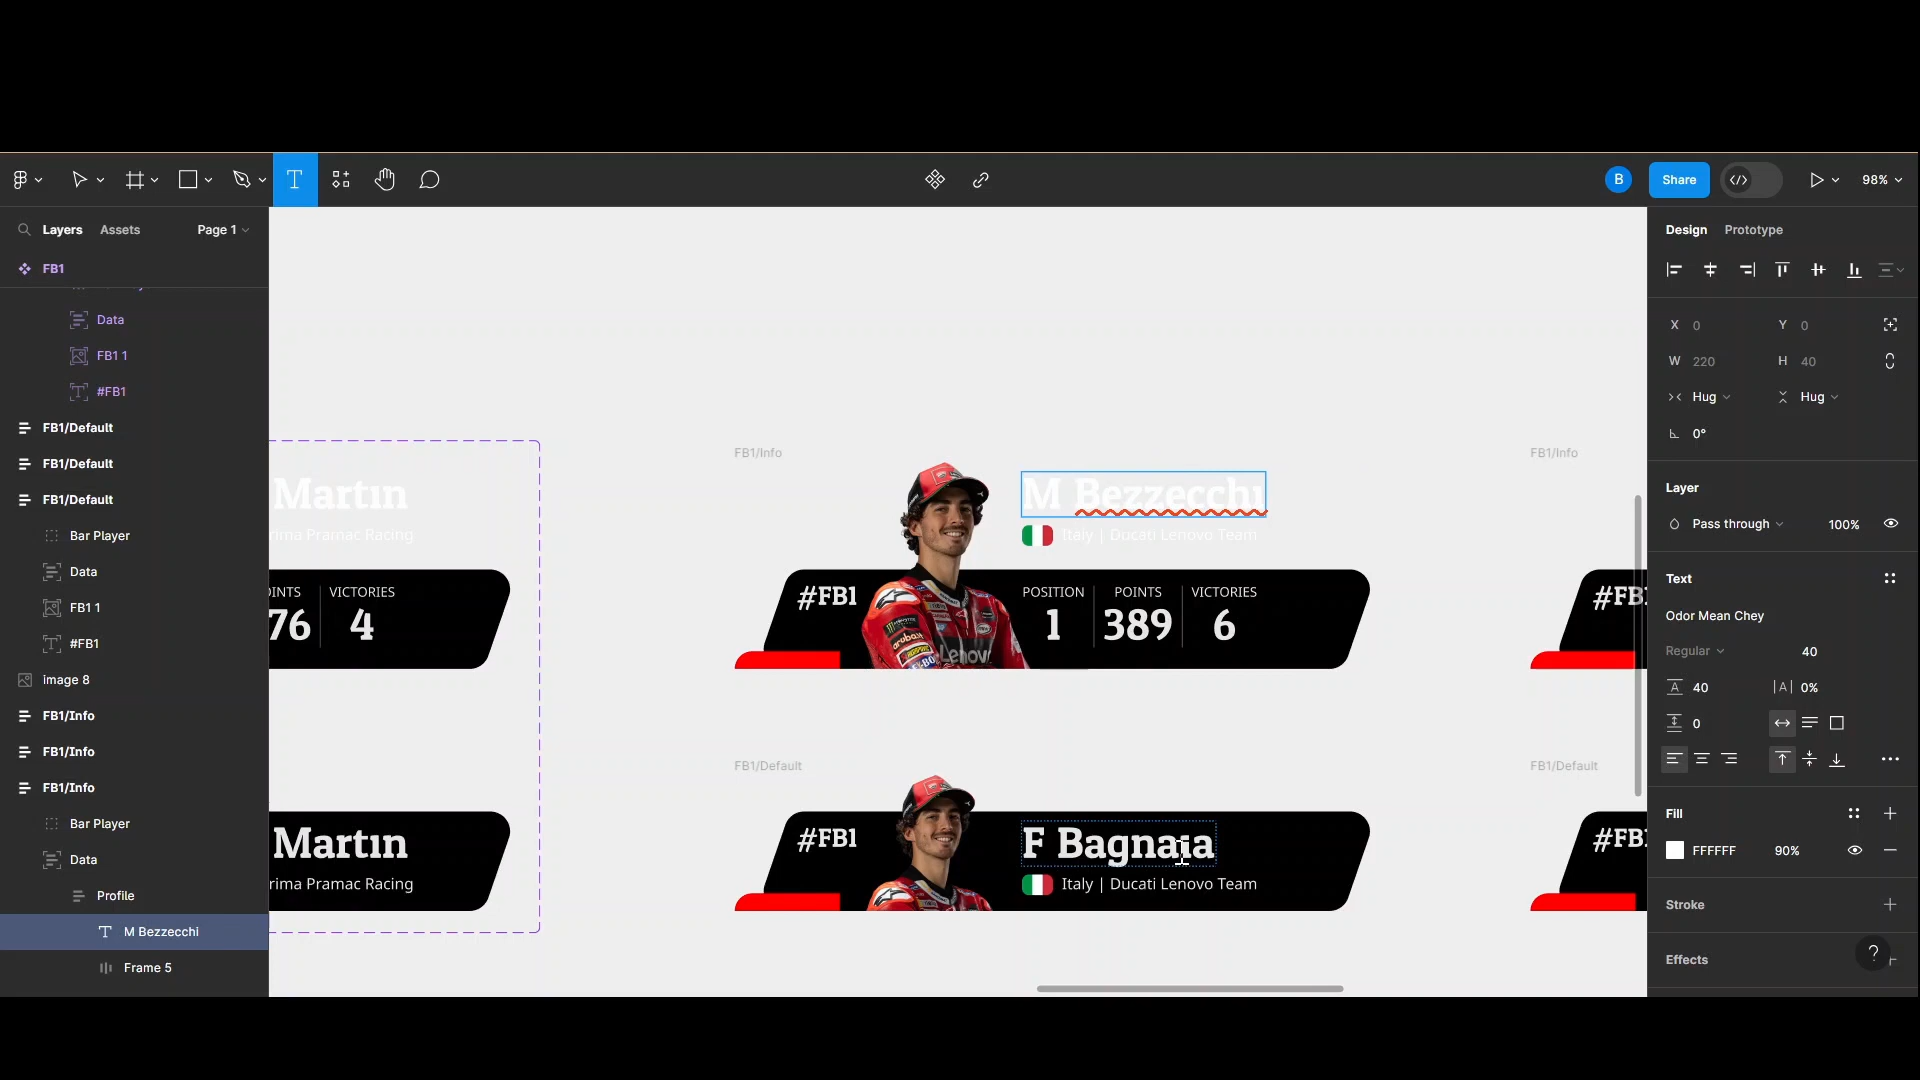 B
Share
98%
Layers
Assets
Page 1
FB1
Data
FB1 1
#FB1
FB1/Default
FB1/Default
FB1/Default
Bar Player
Data
FB1 1
#FB1
image 8
FB1/Info
FB1/Info
FB1/Info
Bar Player
Data
Profile
M Bezzecchi
Frame 5
Martin
rima Pramac Racing
OINTS
VICTORIES
76
4
Martin
rima Pramac Racing
FB1/Info
M Bezzecchi
Italy | Ducati Lenovo Team
#FB1
POSITION
POINTS
VICTORIES
1
389
6
Lenovo
FB1/Default
#FB1
F Bagnaia
Italy | Ducati Lenovo Team
FB1/Info
#FB
FB1/Default
#FB
Design
Prototype
X 0
Y 0
W 220
H 40
Hug
Hug
0°
Layer
Pass through
100%
Text
Odor Mean Chey
Regular
40
40
0%
0
Fill
FFFFFF
90%
Stroke
Effects
?